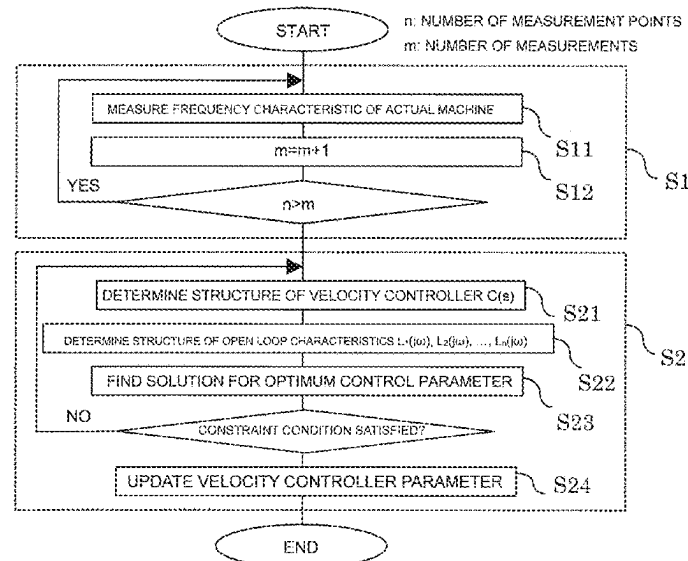 START
n: NUMBER OF MEASUREMENT POINTS
m: NUMBER OF MEASUREMENTS
MEASURE FREQUENCY CHARACTERISTIC OF ACTUAL MACHINE
S11
m=m+1
S12
S1
YES
n>m
DETERMINE STRUCTURE OF VELOCITY CONTROLLER C(s)
S21
DETERMINE STRUCTURE OF OPEN LOOP CHARACTERISTICS L₁(jω), L₂(jω), ..., Lₙ(jω)
S22
S2
FIND SOLUTION FOR OPTIMUM CONTROL PARAMETER
S23
NO
CONSTRAINT CONDITION SATISFIED?
UPDATE VELOCITY CONTROLLER PARAMETER
S24
END